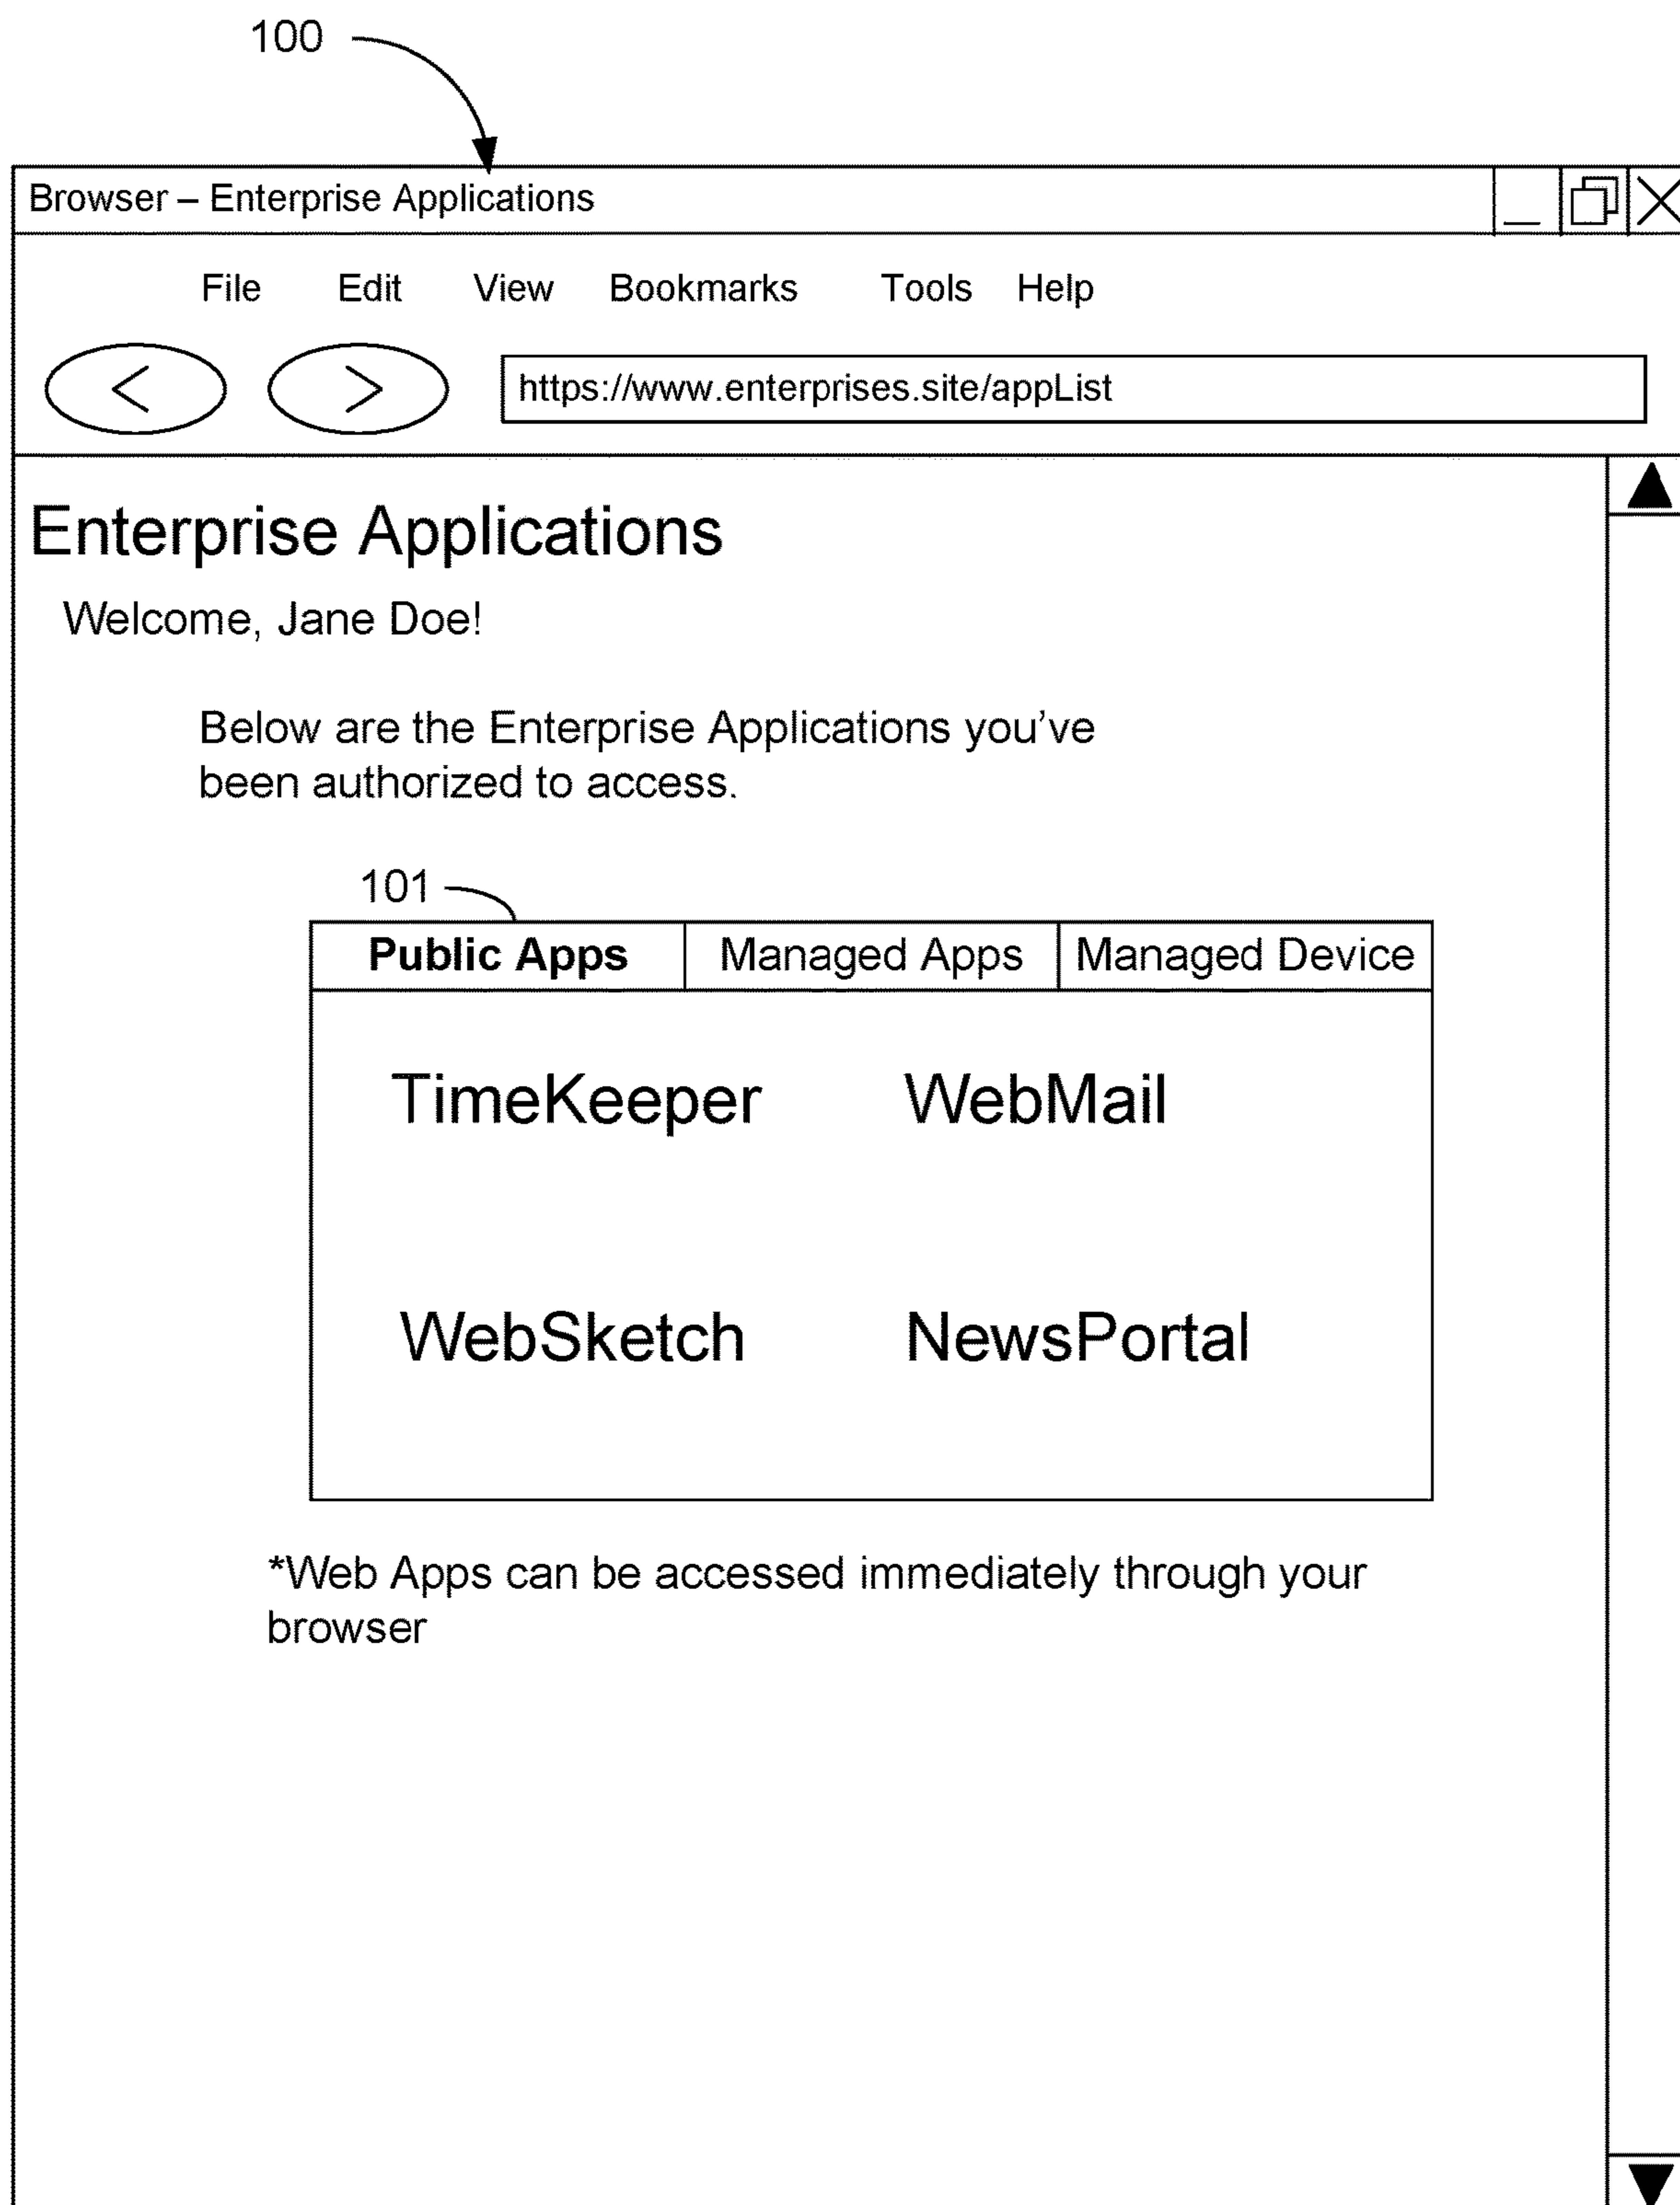 100
Browser – Enterprise Applications
File Edit View Bookmarks Tools Help
< > https://www.enterprises.site/appList
Enterprise Applications
Welcome, Jane Doe!
Below are the Enterprise Applications you've
been authorized to access.
101
Public Apps Managed Apps Managed Device
TimeKeeper WebMail
WebSketch NewsPortal
*Web Apps can be accessed immediately through your
browser